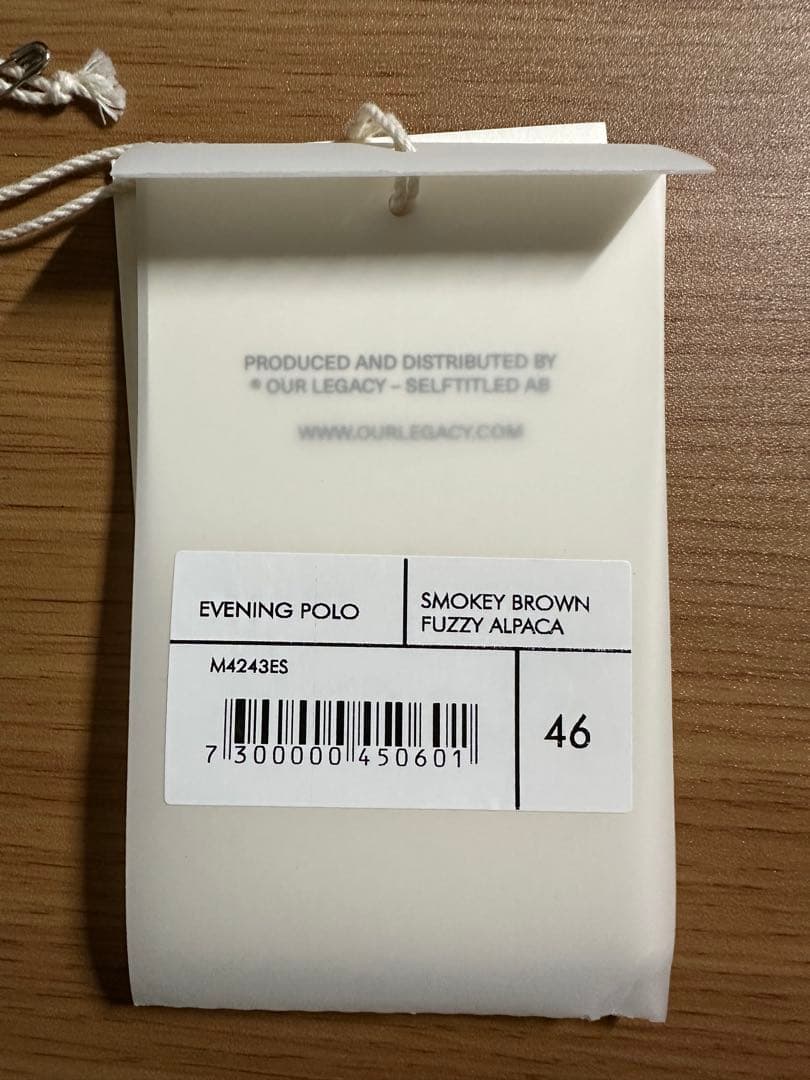 PRODUCED AND DISTRIBUTED BY
® OUR LEGACY – SELFTITLED AB
WWW.OURLEGACY.COM
EVENING POLO
SMOKEY BROWN
FUZZY ALPACA
M4243ES
46
7 300000 450601